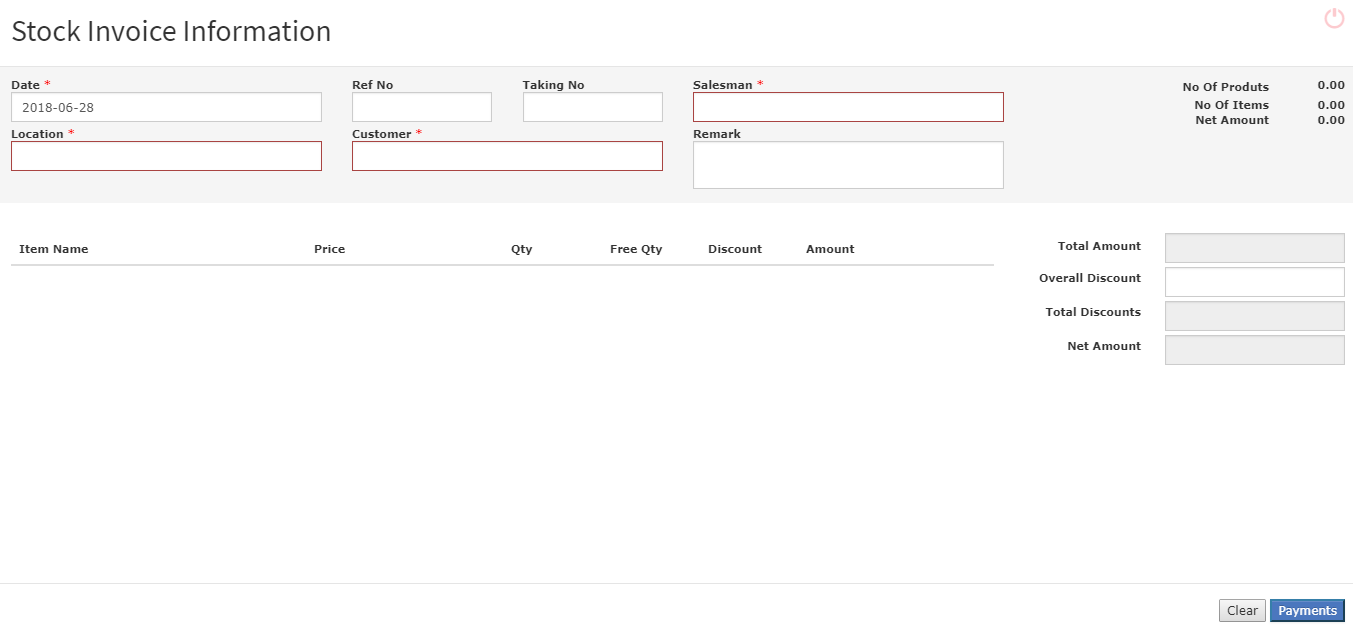 Stock Invoice Information
Date *
Ref No
Taking No
Salesman *
No Of Produts 0.00
2018-06-28
No Of Items 0.00
Net Amount 0.00
Location *
Customer *
Remark
Item Name Price Qty Free Qty Discount Amount
Total Amount
Overall Discount
Total Discounts
Net Amount
Clear Payments